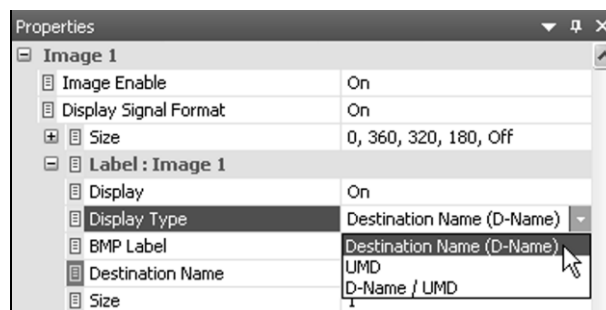 Properties
Image 1
Image Enable On
Display Signal Format On
Size 0, 360, 320, 180, Off
Label : Image 1
Display On
Display Type Destination Name (D-Name)
BMP Label Destination Name (D-Name)
Destination Name UMD
D-Name / UMD
Size 1